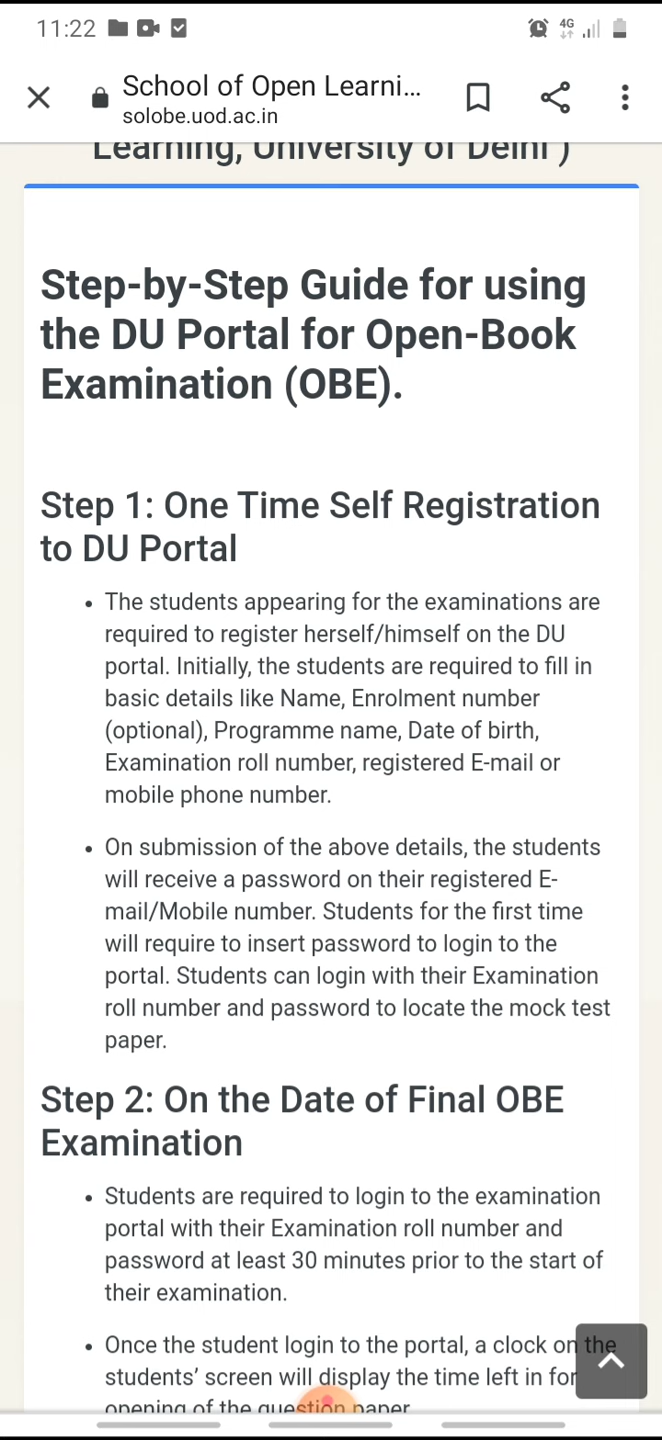 11:22
4G
School of Open Learni...
solobe.uod.ac.in
Learning, University of Delhi )
Step-by-Step Guide for using
the DU Portal for Open-Book
Examination (OBE).
Step 1: One Time Self Registration
to DU Portal
• The students appearing for the examinations are
required to register herself/himself on the DU
portal. Initially, the students are required to fill in
basic details like Name, Enrolment number
(optional), Programme name, Date of birth,
Examination roll number, registered E-mail or
mobile phone number.
• On submission of the above details, the students
will receive a password on their registered E-
mail/Mobile number. Students for the first time
will require to insert password to login to the
portal. Students can login with their Examination
roll number and password to locate the mock test
paper.
Step 2: On the Date of Final OBE
Examination
• Students are required to login to the examination
portal with their Examination roll number and
password at least 30 minutes prior to the start of
their examination.
• Once the student login to the portal, a clock on the
students' screen will display the time left in for
opening of the question paper